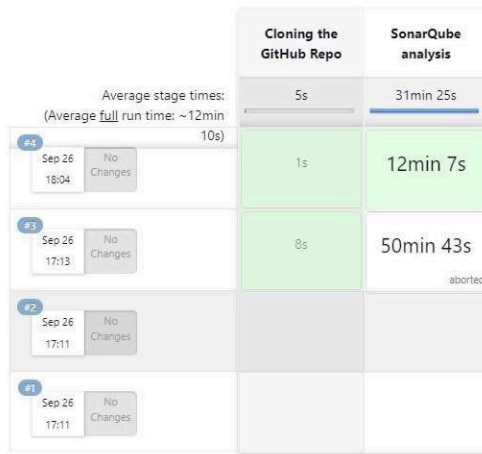 Cloning the
GitHub Repo
SonarQube
analysis
Average stage times:
(Average full run time: ~12min
10s)
5s
31min 25s
#4
Sep 26
18:04
No
Changes
1s
12min 7s
#3
Sep 26
17:13
No
Changes
8s
50min 43s
aborted
#2
Sep 26
17:11
No
Changes
#1
Sep 26
17:11
No
Changes